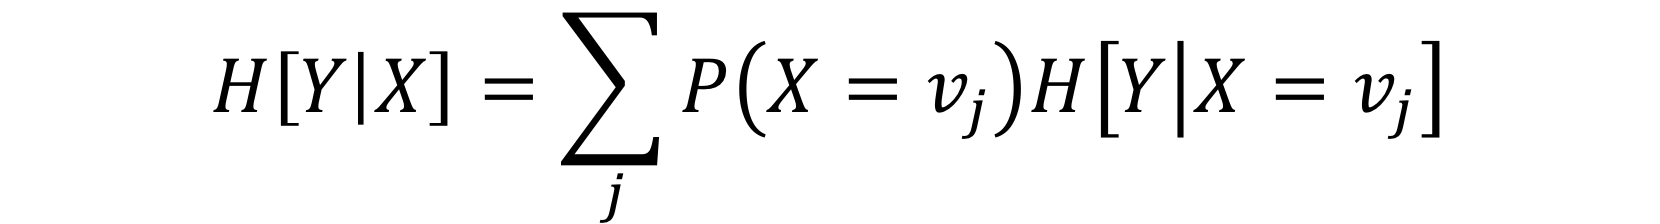 H[Y|X] = ∑_j P(X = v_j)H[Y|X = v_j]